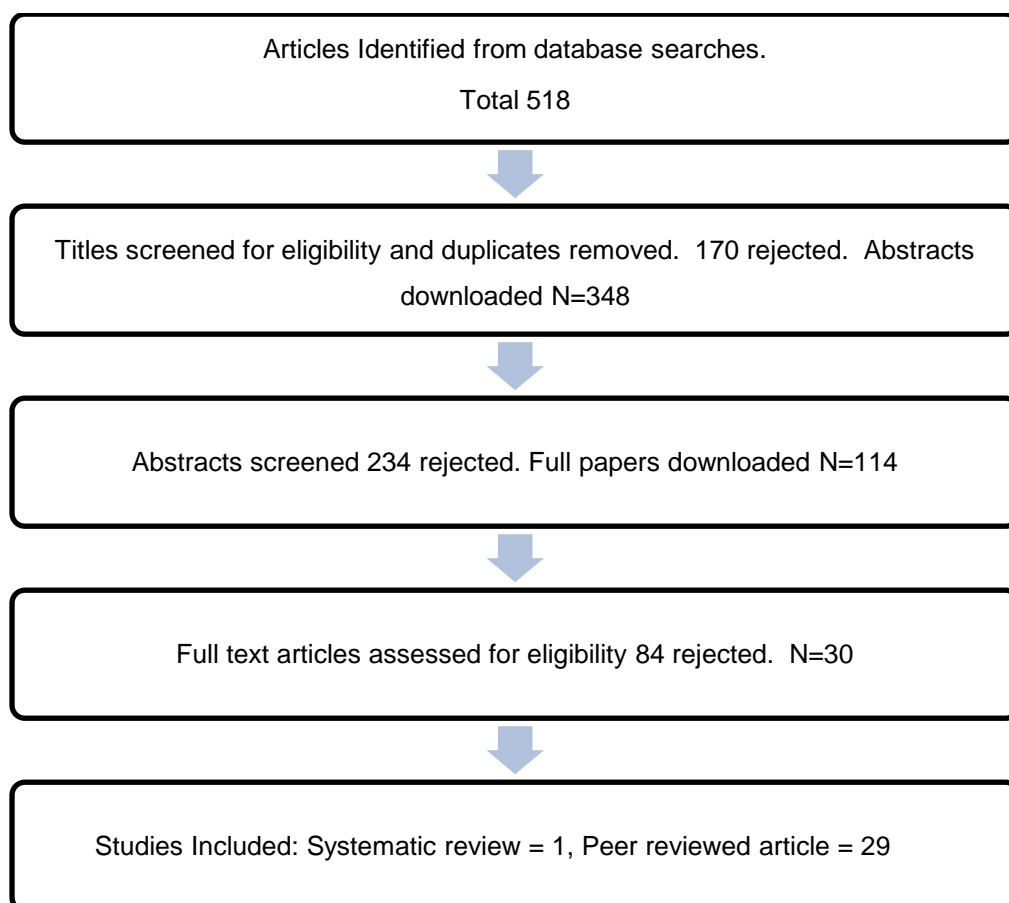 Articles Identified from database searches.
Total 518
Titles screened for eligibility and duplicates removed.  170 rejected.  Abstracts
downloaded N=348
Abstracts screened 234 rejected. Full papers downloaded N=114
Full text articles assessed for eligibility 84 rejected.  N=30
Studies Included: Systematic review = 1, Peer reviewed article = 29